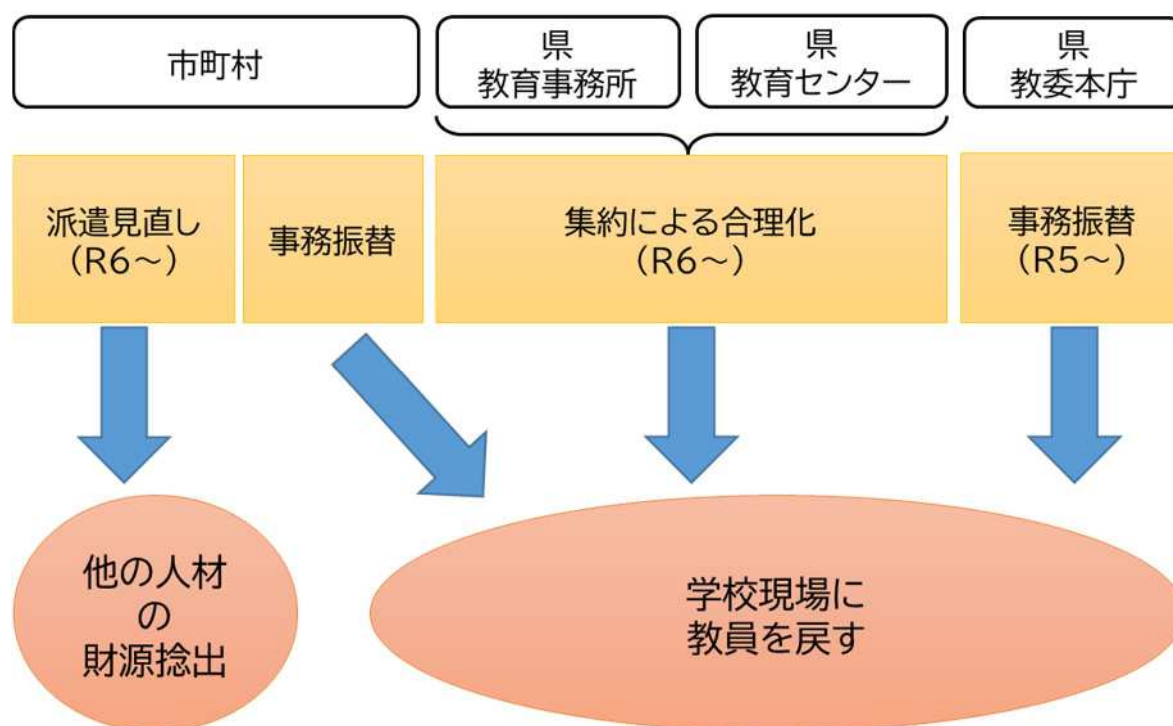 市町村
県
教育事務所
県
教育センター
県
教委本庁
派遣見直し
（R6～）
事務振替
集約による合理化
（R6～）
事務振替
（R5～）
他の人材
の
財源捻出
学校現場に
教員を戻す